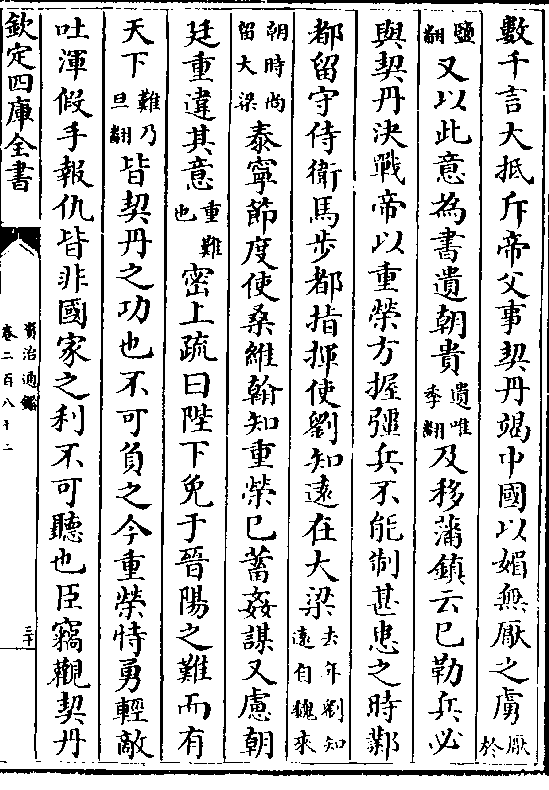 數千言大抵斥帝父事契丹竭中國以媚無厭之虜厭於
鹽翻又以此意為書遺朝貴遺唯季翻及移藩鎮云已勒兵必
與契丹決戰帝以重榮方握彊兵不能制甚患之時鄴
都留守侍衛馬步都指揮使劉知遠在大梁去年劉知遠自魏來
朝時尚留大梁泰寧節度使桑維翰知重榮已蓄姦謀又慮朝
廷重違其意重難也密上疏曰陛下免于晉陽之難而有
天下難乃旦翻皆契丹之功也不可負之今重榮恃勇輕敵
吐渾假手報仇皆非國家之利不可聽也臣竊觀契丹
欽定四庫全書
資治通鑑
卷二百八十二
三十